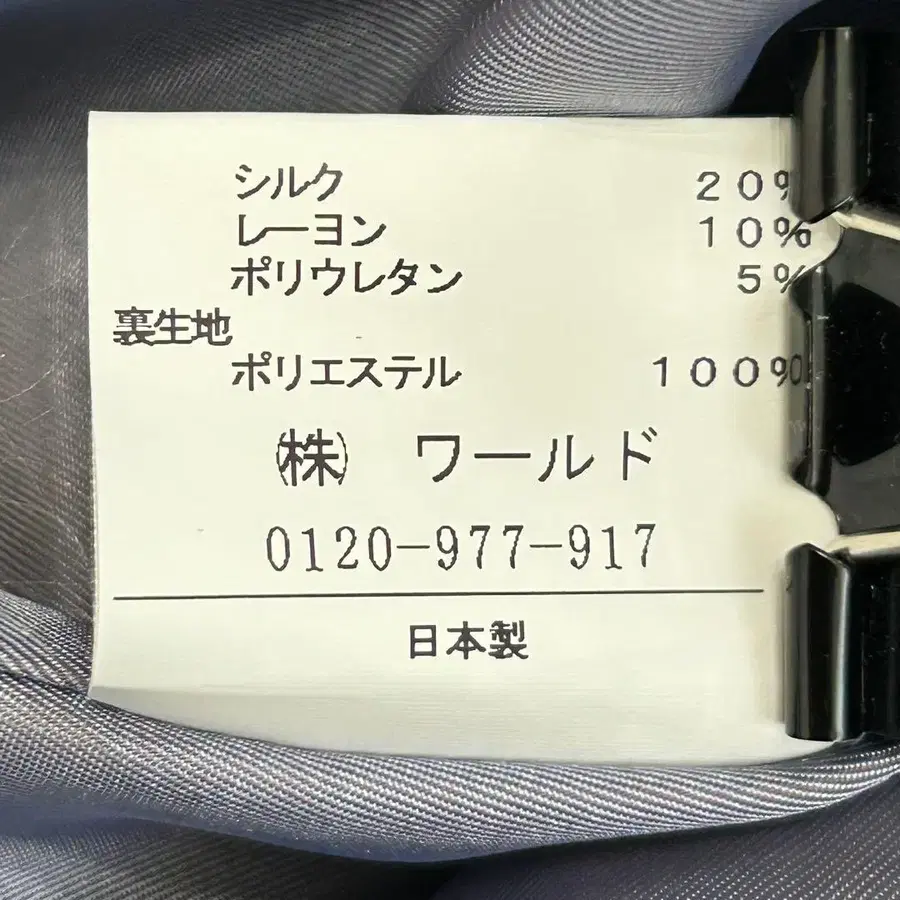 シルク 20%
レーヨン 10%
ポリウレタン 5%
裏生地
ポリエステル 100%
㈱ ワールド
0120-977-917
日本製